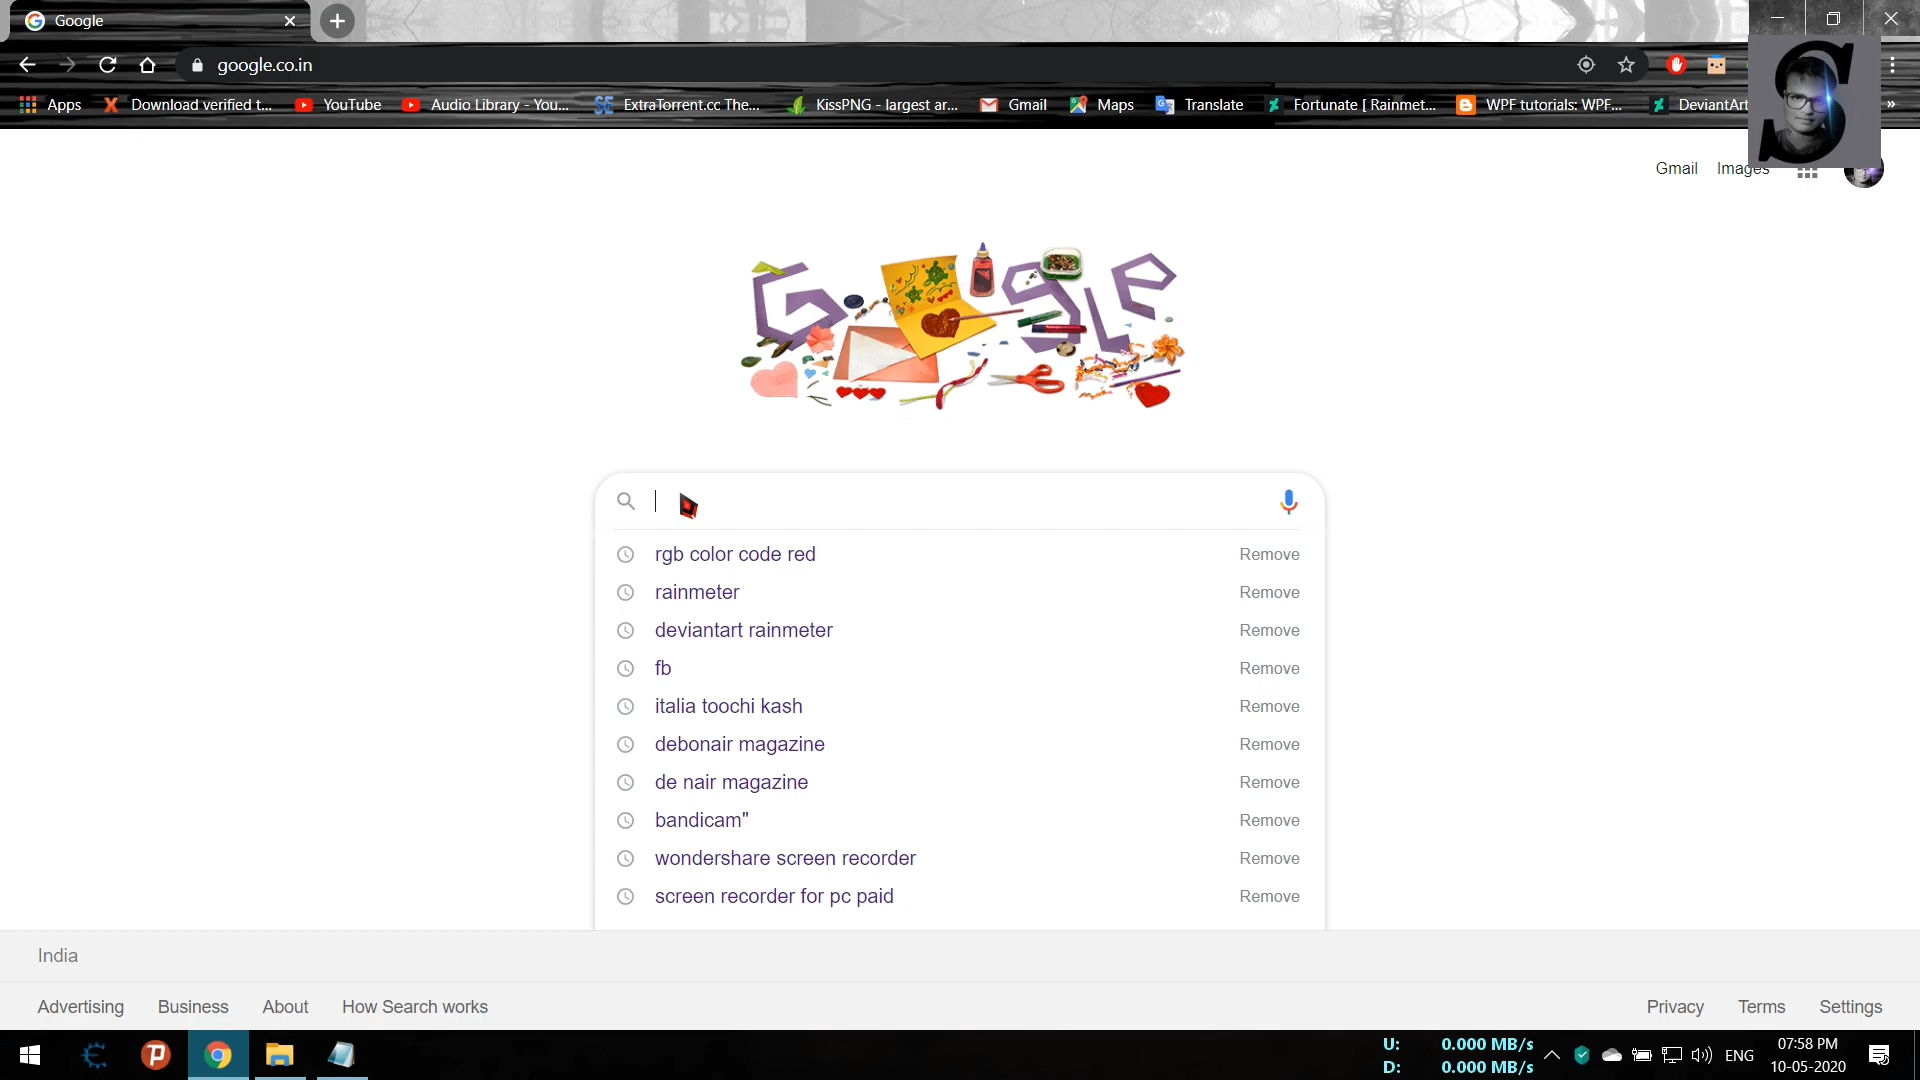 Google
google.co.in
Apps Download verified t... YouTube Audio Library - You... ExtraTorrent.cc The... KissPNG - largest ar... Gmail Maps Translate Fortunate [ Rainmet... WPF tutorials: WPF... DeviantArt »
Gmail Images
Google
rgb color code red Remove
rainmeter Remove
deviantart rainmeter Remove
fb Remove
italia toochi kash Remove
debonair magazine Remove
de nair magazine Remove
bandicam" Remove
wondershare screen recorder Remove
screen recorder for pc paid Remove
India
Advertising Business About How Search works Privacy Terms Settings
U: 0.000 MB/s
D: 0.000 MB/s
ENG
07:58 PM
10-05-2020